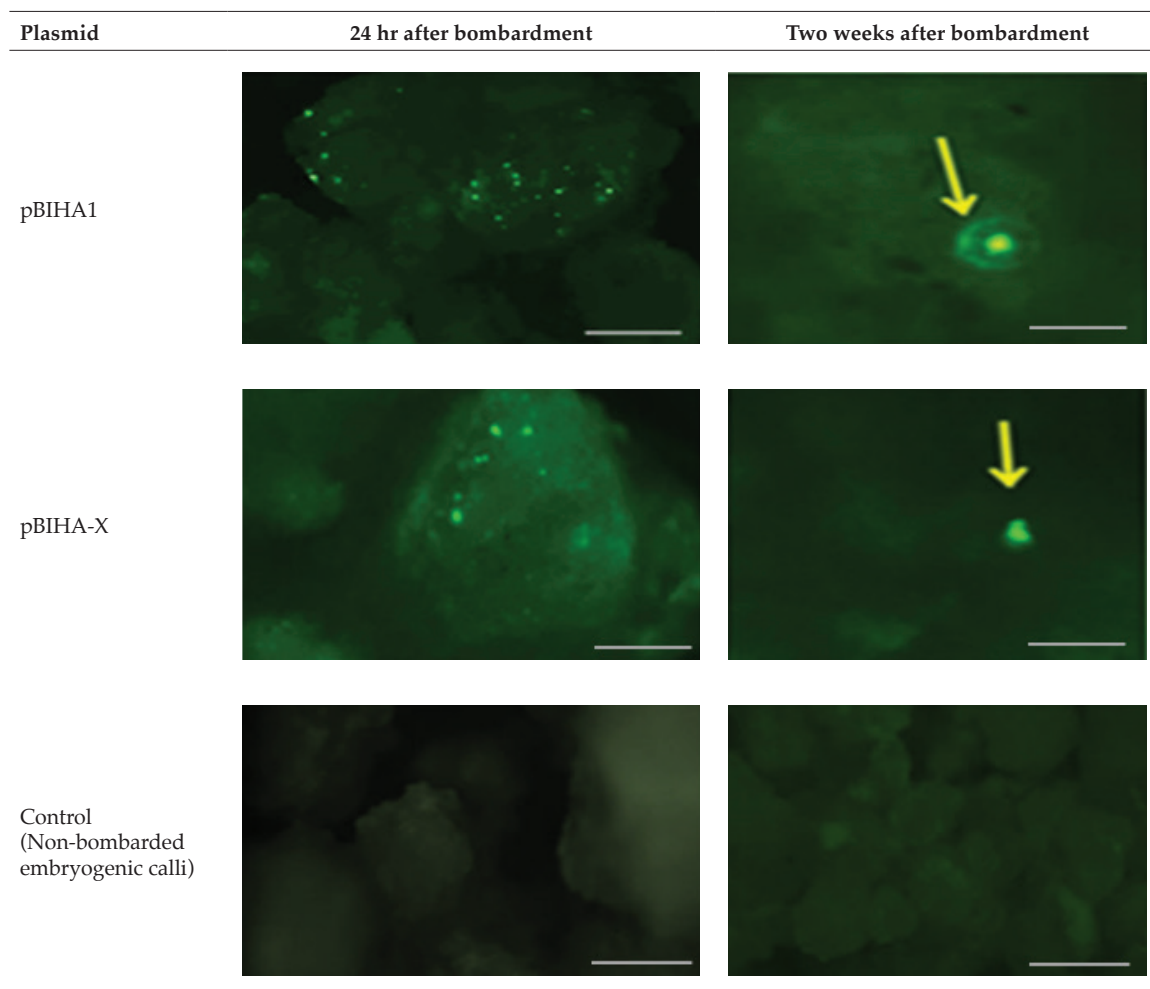 Plasmid 24 hr after bombardment Two weeks after bombardment
pBIHA1
pBIHA-X
Control
(Non-bombarded
embryogenic calli)